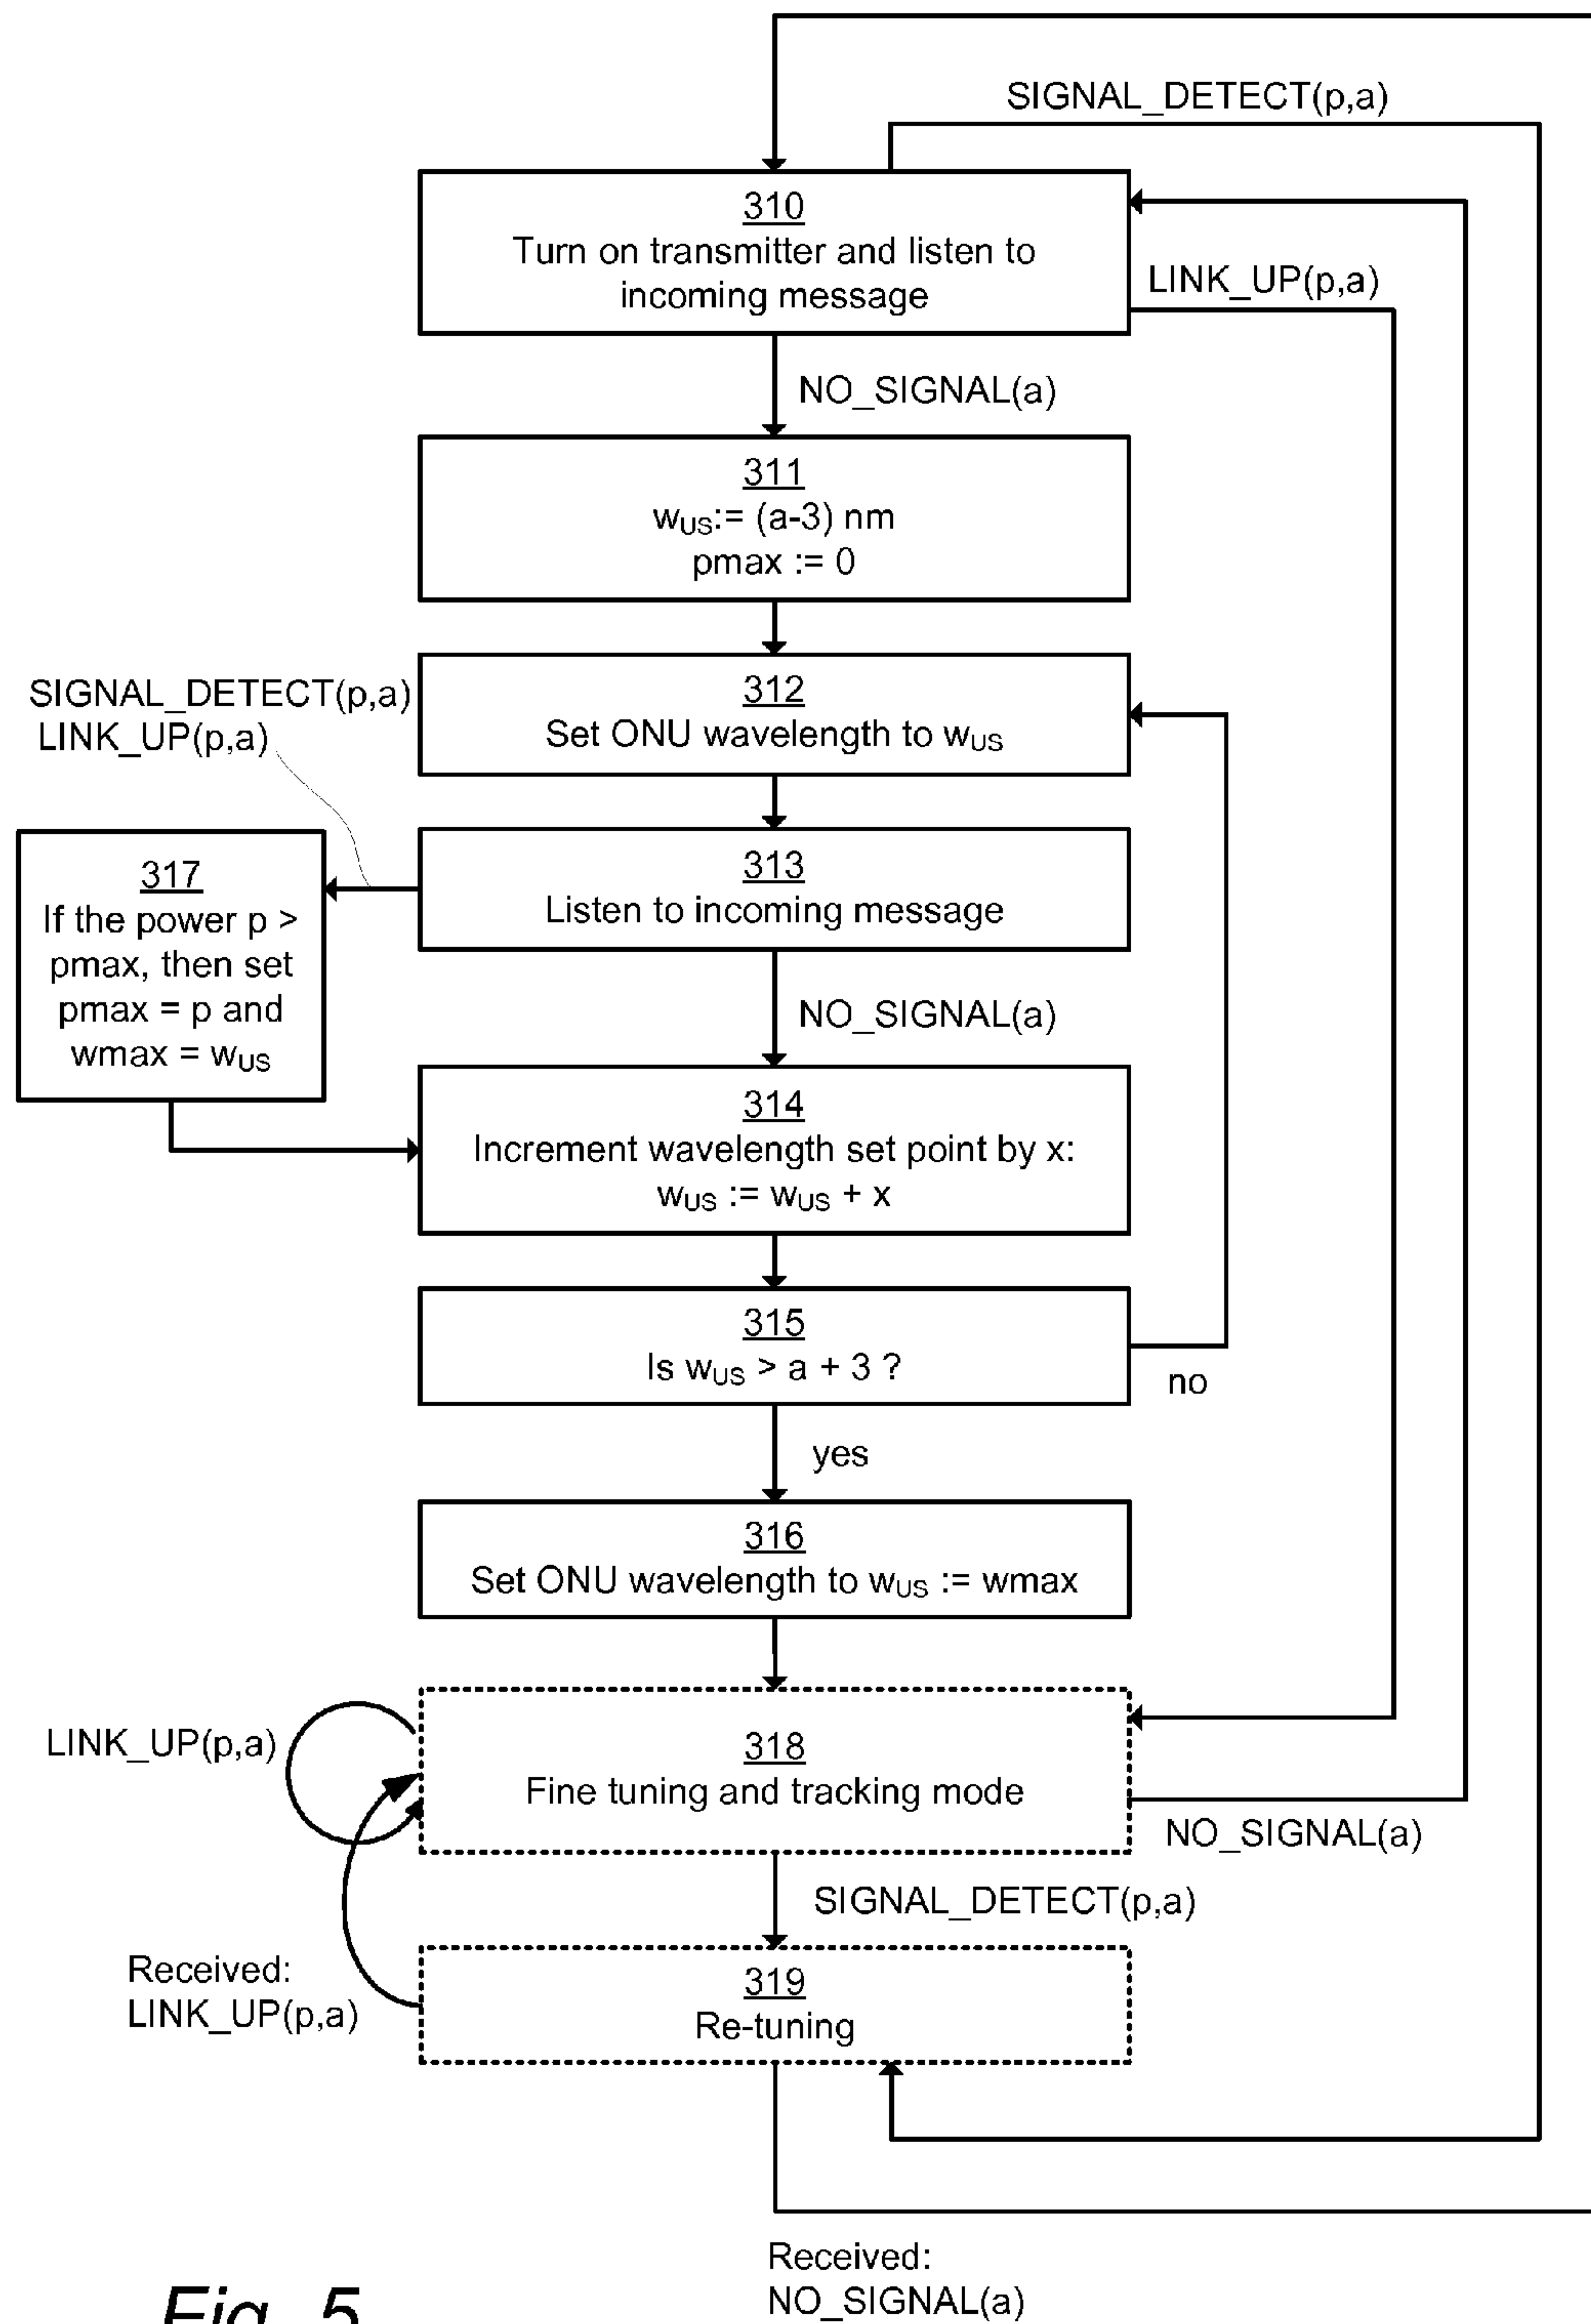 SIGNAL_DETECT(p,a)
310
Turn on transmitter and listen to
incoming message
LINK_UP(p,a)
NO_SIGNAL(a)
311
wUS:= (a-3) nm
pmax := 0
SIGNAL_DETECT(p,a)
LINK_UP(p,a)
312
Set ONU wavelength to wUS
313
Listen to incoming message
317
If the power p >
pmax, then set
pmax = p and
wmax = wUS
NO_SIGNAL(a)
314
Increment wavelength set point by x:
wUS := wUS + x
315
Is wUS > a + 3 ?
no
yes
316
Set ONU wavelength to wUS := wmax
LINK_UP(p,a)
318
Fine tuning and tracking mode
NO_SIGNAL(a)
SIGNAL_DETECT(p,a)
Received:
LINK_UP(p,a)
319
Re-tuning
Received:
NO_SIGNAL(a)
Fig. 5